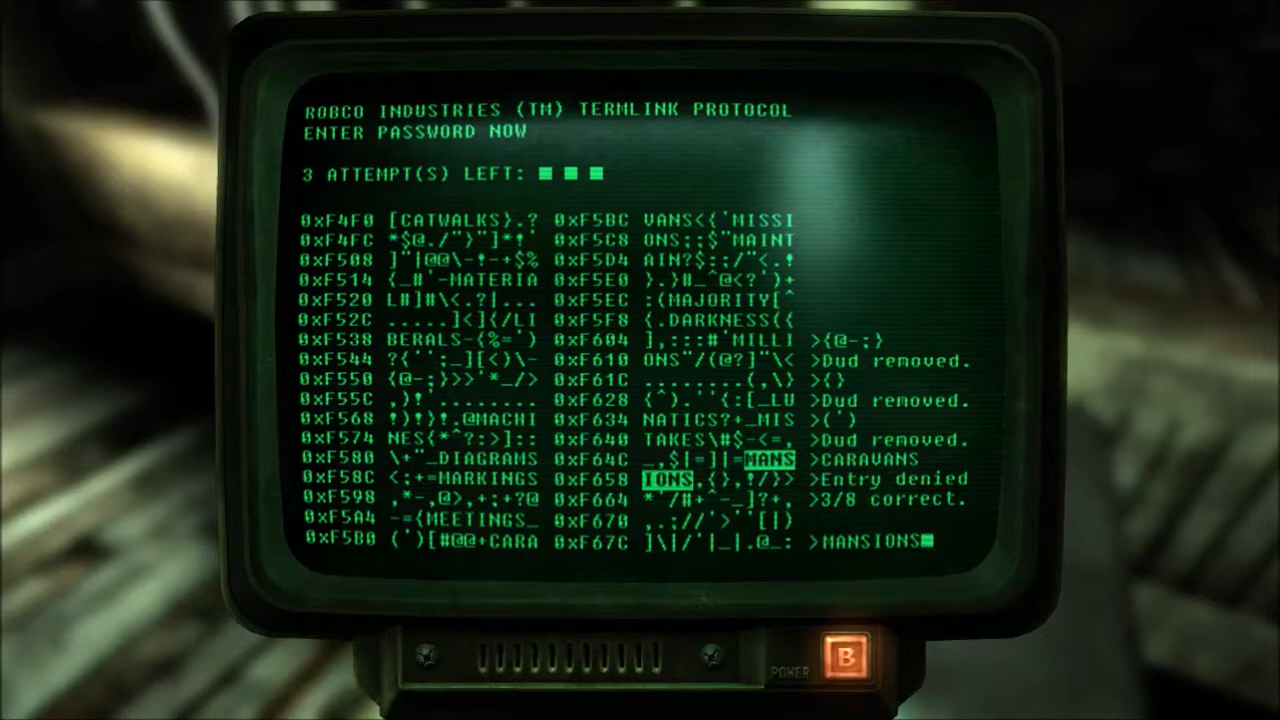 ROBCO INDUSTRIES (TM) TERMLINK PROTOCOL
ENTER PASSWORD NOW
3 ATTEMPT(S) LEFT: ■ ■ ■
0xF4F0 [CATWALKS}.? 0xF5BC VANS<{'MISSI
0xF4FC *$@./"}"]*!' 0xF5C8 ONS;;$"MAINT
0xF508 ]"|@@\-!-+$% 0xF5D4 AIN?$::/"<.!
0xF514 {_#'-MATERIA 0xF5E0 }.}#_^@<?')+
0xF520 L#]#\<.?|... 0xF5EC :(MAJORITY[^
0xF52C .....]<]{/LI 0xF5F8 {.DARKNESS({
0xF538 BERALS-{%=') 0xF604 ],:::#'MILLI >{@-;}
0xF544 ?{'';_][<)\- 0xF610 ONS"/(@?]"\< >Dud removed.
0xF550 {@-;}>>'*_/> 0xF61C ........(,\} >{}
0xF55C ,)!'........ 0xF628 {^).''{:[_LU >Dud removed.
0xF568 !)!}!.@MACHI 0xF634 NATICS?+_MIS >(')
0xF574 NES{*^?:>]:: 0xF640 TAKES\#$-<=, >Dud removed.
0xF580 \+"_DIAGRAMS 0xF64C _,$|=]|=MANS >CARAVANS
0xF58C <;+=MARKINGS 0xF658 IONS,{},!/}> >Entry denied
0xF598 ,*-,@>,+;+?@ 0xF664 *'/#+^-_]?+, >3/8 correct.
0xF5A4 -={MEETINGS_ 0xF670 ,.;//'>''[|)
0xF5B0 (')[#@@+CARA 0xF67C ]\|/'|_|.@_: >MANSIONS■
POWER B